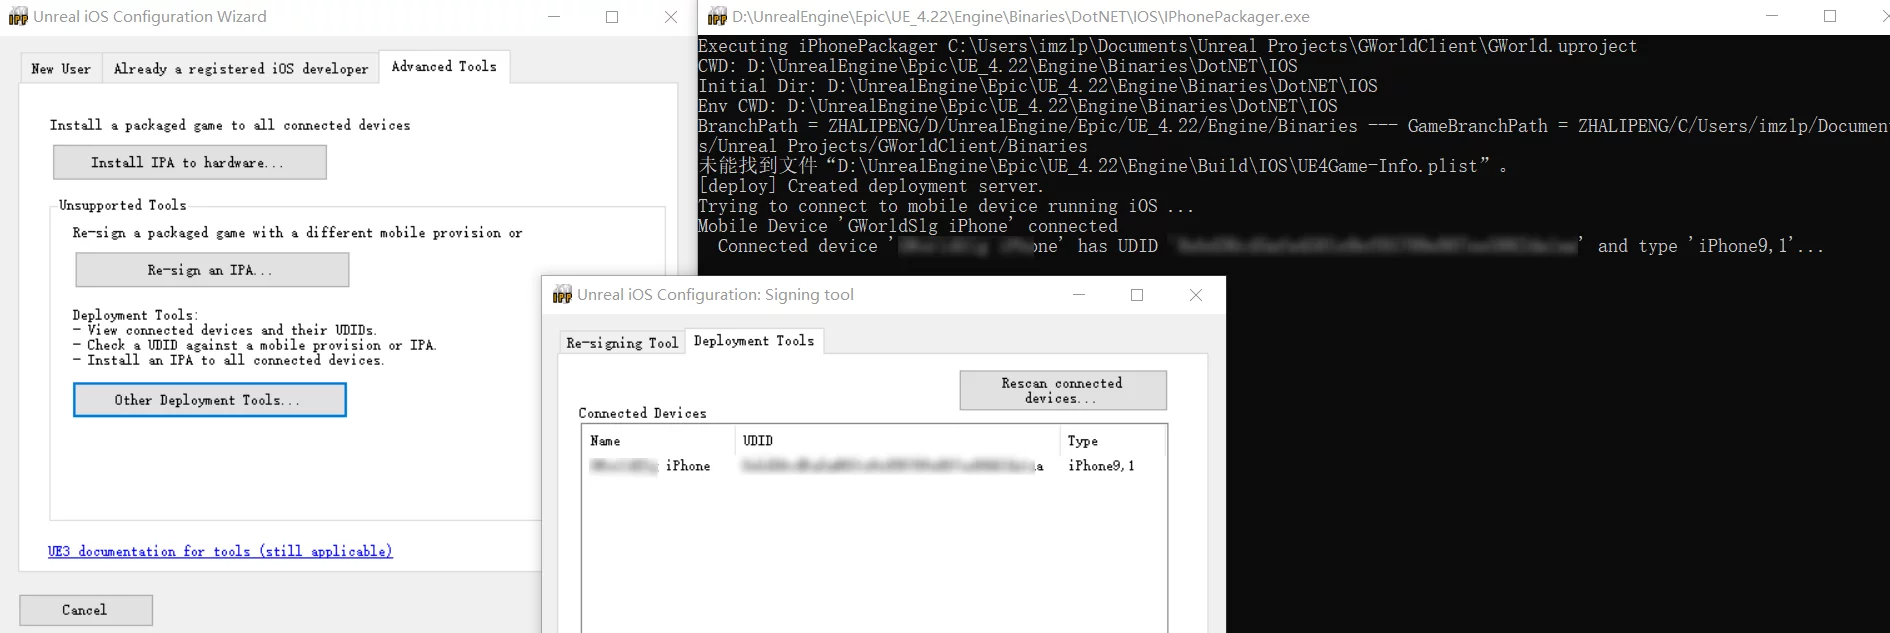 Unreal iOS Configuration Wizard
New User
Already a registered iOS developer
Advanced Tools
Install a packaged game to all connected devices
Install IPA to hardware...
Unsupported Tools
Re-sign a packaged game with a different mobile provision or
Re-sign an IPA...
Deployment Tools:
- View connected devices and their UDIDs.
- Check a UDID against a mobile provision or IPA.
- Install an IPA to all connected devices.
Other Deployment Tools...
UE3 documentation for tools (still applicable)
Cancel
D:\UnrealEngine\Epic\UE_4.22\Engine\Binaries\DotNET\IOS\IPhonePackager.exe
Executing iPhonePackager C:\Users\imzlp\Documents\Unreal Projects\GWorldClient\GWorld.uproject
CWD: D:\UnrealEngine\Epic\UE_4.22\Engine\Binaries\DotNET\IOS
Initial Dir: D:\UnrealEngine\Epic\UE_4.22\Engine\Binaries\DotNET\IOS
Env CWD: D:\UnrealEngine\Epic\UE_4.22\Engine\Binaries\DotNET\IOS
BranchPath = ZHALIPENG/D/UnrealEngine/Epic/UE_4.22/Engine/Binaries --- GameBranchPath = ZHALIPENG/C/Users/imzlp/Documen
s/Unreal Projects/GWorldClient/Binaries
未能找到文件“D:\UnrealEngine\Epic\UE_4.22\Engine\Build\IOS\UE4Game-Info.plist”。
[deploy] Created deployment server.
Trying to connect to mobile device running iOS ...
Mobile Device 'GWorldSlg iPhone' connected
Connected device ' ne' has UDID ' ' and type 'iPhone9,1'...
Unreal iOS Configuration: Signing tool
Re-signing Tool
Deployment Tools
Rescan connected
devices...
Connected Devices
Name UDID Type
iPhone a iPhone9,1